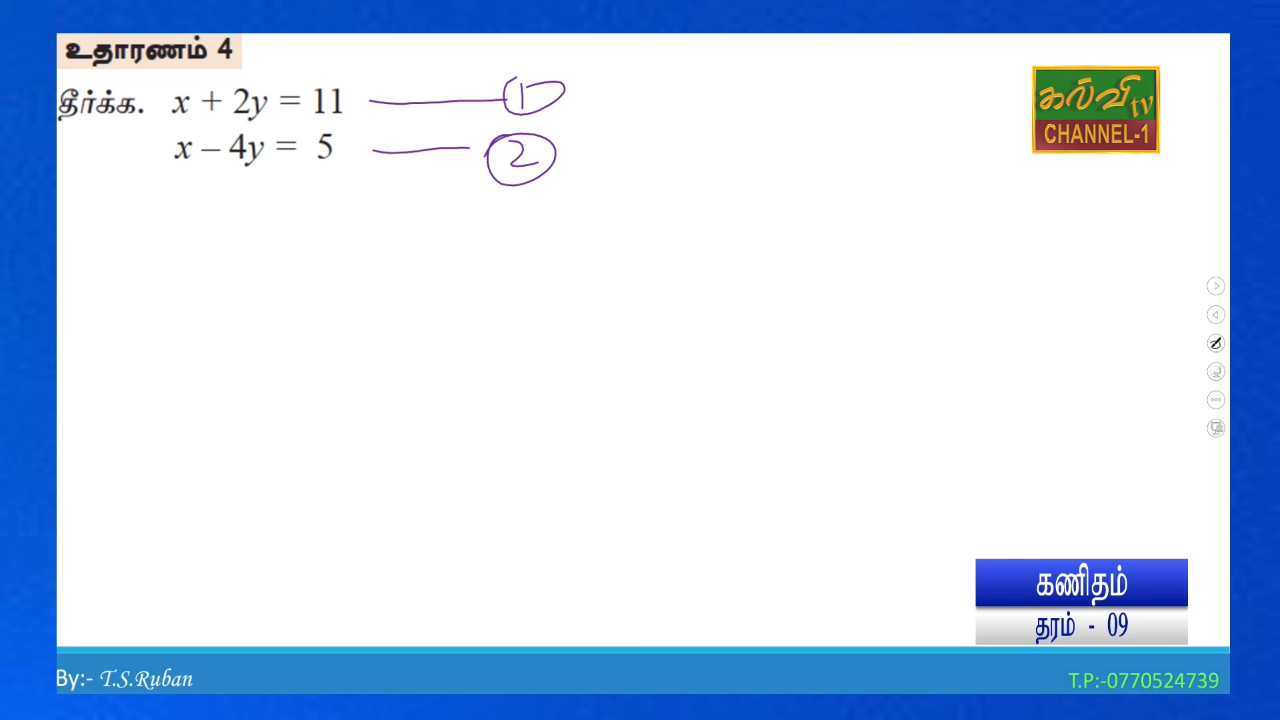 உதாரணம் 4
தீர்க்க. x + 2y = 11 ①
x – 4y = 5 ②
கல்வி tv
CHANNEL-1
கணிதம்
தரம் - 09
By:- T.S.Ruban
T.P:-0770524739